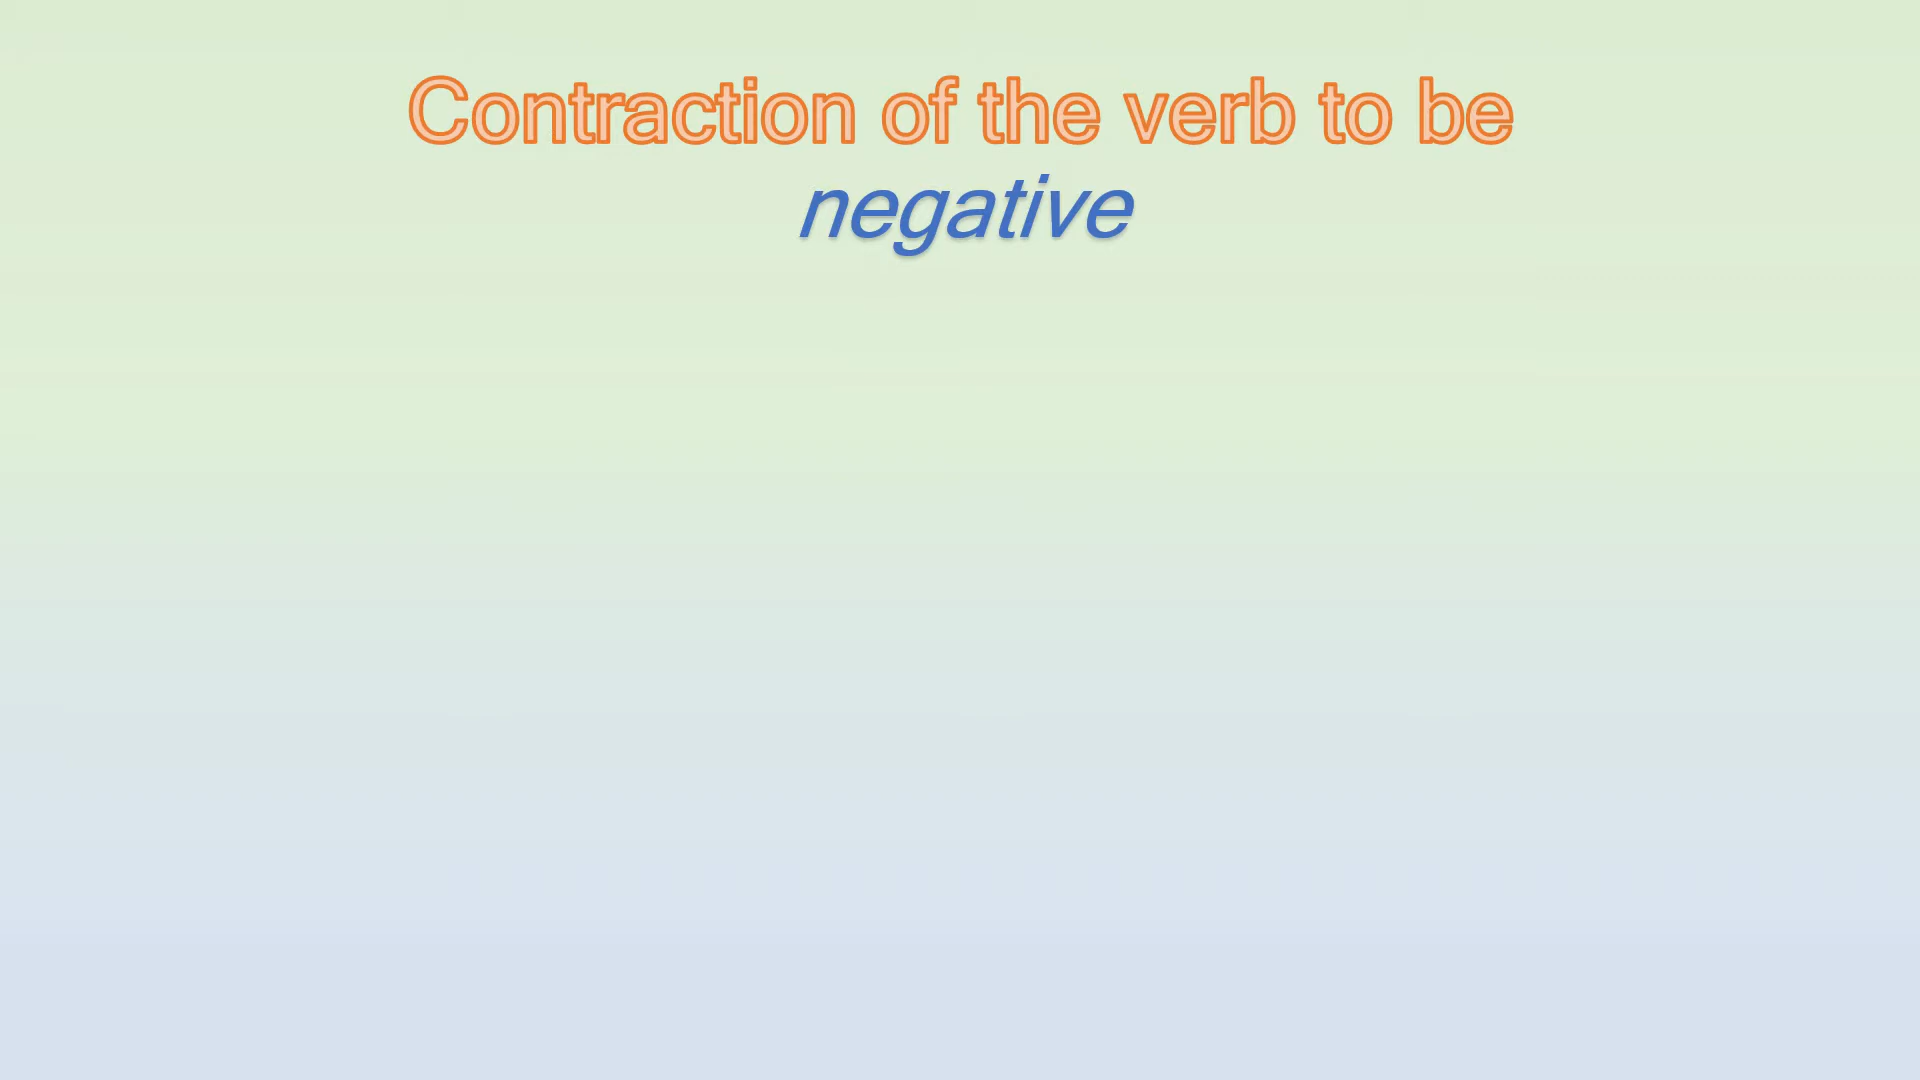 Contraction of the verb to be
negative